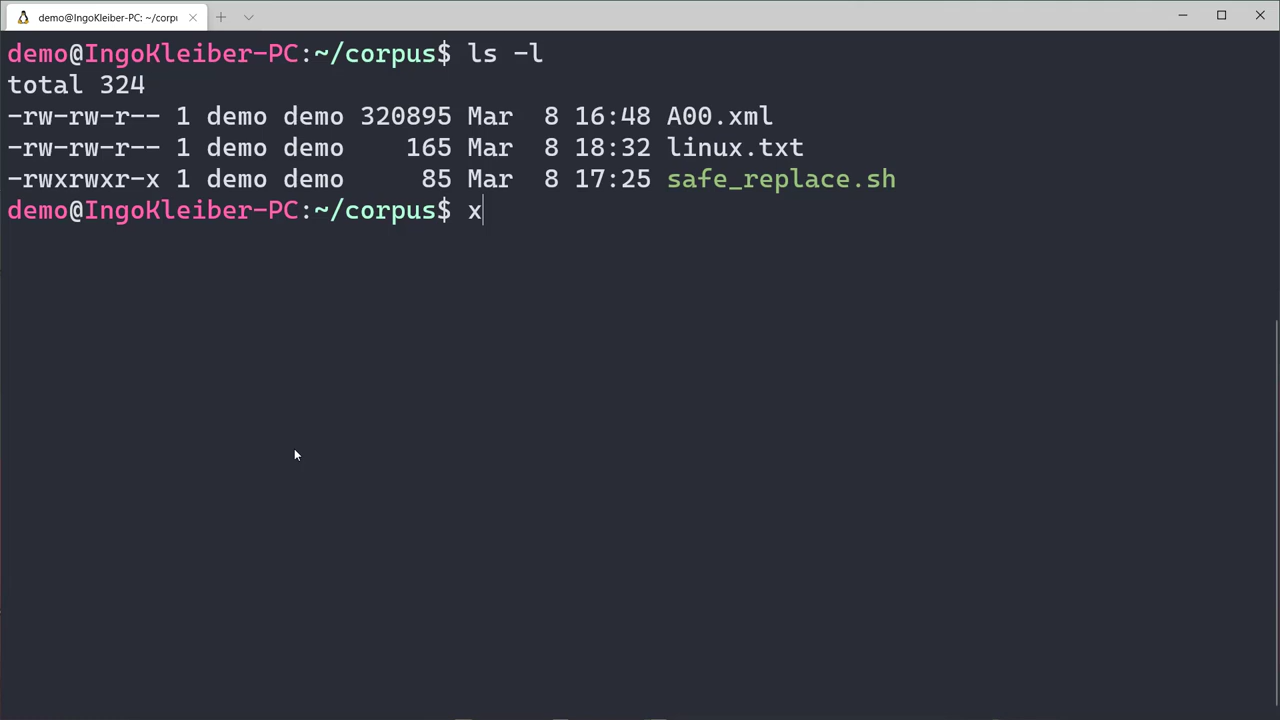 demo@IngoKleiber-PC: ~/corpu
demo@IngoKleiber-PC:~/corpus$ ls -l
total 324
-rw-rw-r-- 1 demo demo 320895 Mar  8 16:48 A00.xml
-rw-rw-r-- 1 demo demo    165 Mar  8 18:32 linux.txt
-rwxrwxr-x 1 demo demo     85 Mar  8 17:25 safe_replace.sh
demo@IngoKleiber-PC:~/corpus$ x